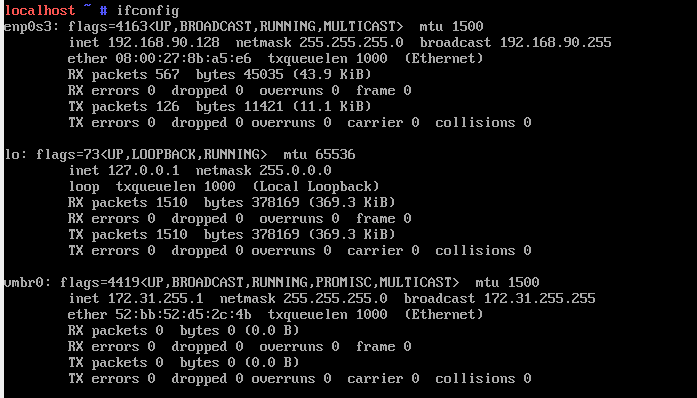 localhost ~ # ifconfig
enp0s3: flags=4163<UP,BROADCAST,RUNNING,MULTICAST>  mtu 1500
        inet 192.168.90.128  netmask 255.255.255.0  broadcast 192.168.90.255
        ether 08:00:27:8b:a5:e6  txqueuelen 1000  (Ethernet)
        RX packets 567  bytes 45035 (43.9 KiB)
        RX errors 0  dropped 0  overruns 0  frame 0
        TX packets 126  bytes 11421 (11.1 KiB)
        TX errors 0  dropped 0 overruns 0  carrier 0  collisions 0

lo: flags=73<UP,LOOPBACK,RUNNING>  mtu 65536
        inet 127.0.0.1  netmask 255.0.0.0
        loop  txqueuelen 1000  (Local Loopback)
        RX packets 1510  bytes 378169 (369.3 KiB)
        RX errors 0  dropped 0  overruns 0  frame 0
        TX packets 1510  bytes 378169 (369.3 KiB)
        TX errors 0  dropped 0 overruns 0  carrier 0  collisions 0

vmbr0: flags=4419<UP,BROADCAST,RUNNING,PROMISC,MULTICAST>  mtu 1500
        inet 172.31.255.1  netmask 255.255.255.0  broadcast 172.31.255.255
        ether 52:bb:52:d5:2c:4b  txqueuelen 1000  (Ethernet)
        RX packets 0  bytes 0 (0.0 B)
        RX errors 0  dropped 0  overruns 0  frame 0
        TX packets 0  bytes 0 (0.0 B)
        TX errors 0  dropped 0 overruns 0  carrier 0  collisions 0